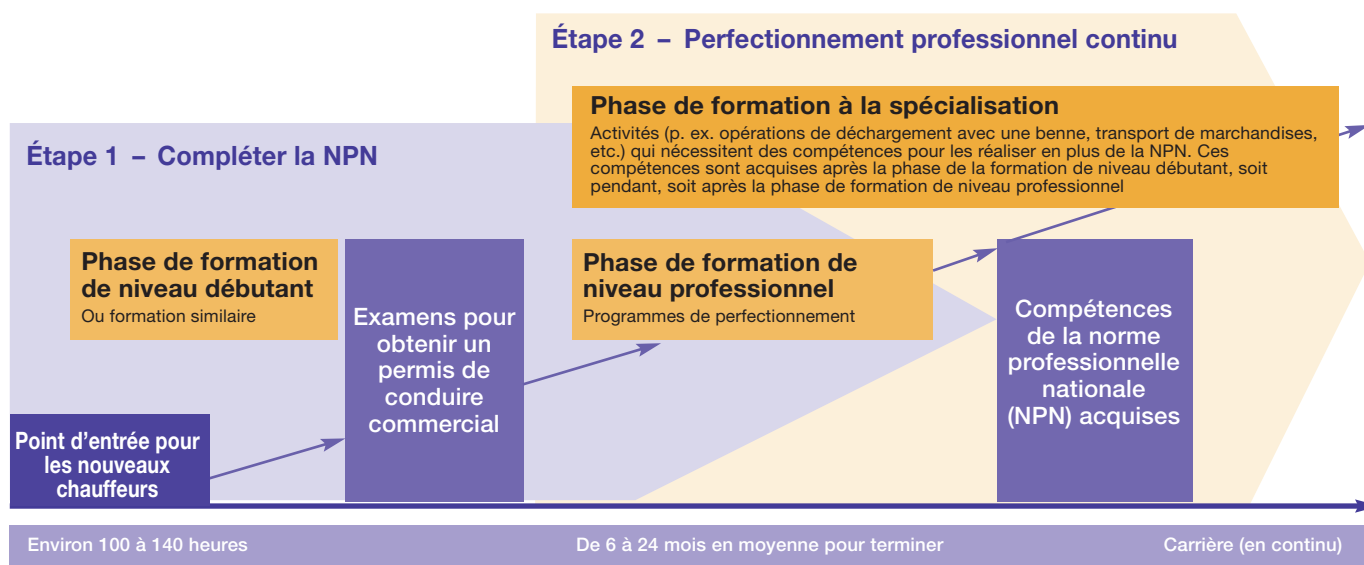 Étape 2 – Perfectionnement professionnel continu
Phase de formation à la spécialisation
Activités (p. ex. opérations de déchargement avec une benne, transport de marchandises,
etc.) qui nécessitent des compétences pour les réaliser en plus de la NPN. Ces
compétences sont acquises après la phase de la formation de niveau débutant, soit
pendant, soit après la phase de formation de niveau professionnel
Étape 1 – Compléter la NPN
Phase de formation
de niveau débutant
Ou formation similaire
Examens pour
obtenir un
permis de
conduire
commercial
Phase de formation de
niveau professionnel
Programmes de perfectionnement
Compétences
de la norme
professionnelle
nationale
(NPN) acquises
Point d’entrée pour
les nouveaux
chauffeurs
Environ 100 à 140 heures
De 6 à 24 mois en moyenne pour terminer
Carrière (en continu)